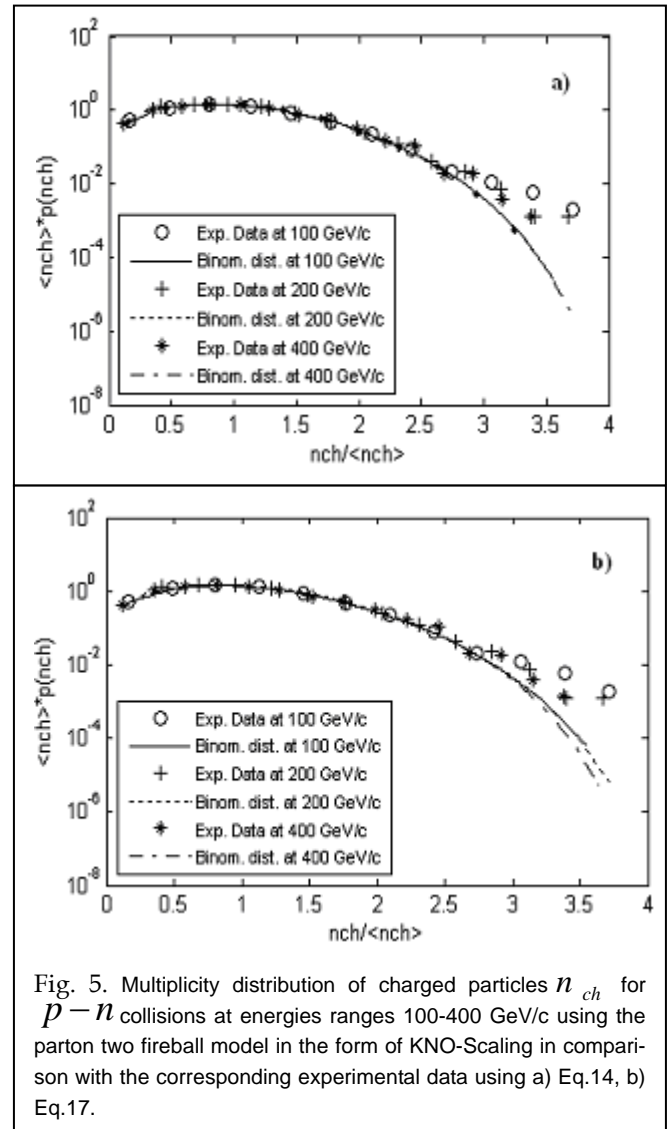 a)
10^2
10^0
10^-2
10^-4
10^-6
10^-8
<nch>*p(nch)
Exp. Data at 100 GeV/c
Binom. dist. at 100 GeV/c
Exp. Data at 200 GeV/c
Binom. dist. at 200 GeV/c
Exp. Data at 400 GeV/c
Binom. dist. at 400 GeV/c
0 0.5 1 1.5 2 2.5 3 3.5 4
nch/<nch>
b)
10^2
10^0
10^-2
10^-4
10^-6
10^-8
<nch>*p(nch)
Exp. Data at 100 GeV/c
Binom. dist. at 100 GeV/c
Exp. Data at 200 GeV/c
Binom. dist. at 200 GeV/c
Exp. Data at 400 GeV/c
Binom. dist. at 400 GeV/c
0 0.5 1 1.5 2 2.5 3 3.5 4
nch/<nch>
Fig. 5. Multiplicity distribution of charged particles n_ch for
p – n collisions at energies ranges 100-400 GeV/c using the
parton two fireball model in the form of KNO-Scaling in compari-
son with the corresponding experimental data using a) Eq.14, b)
Eq.17.